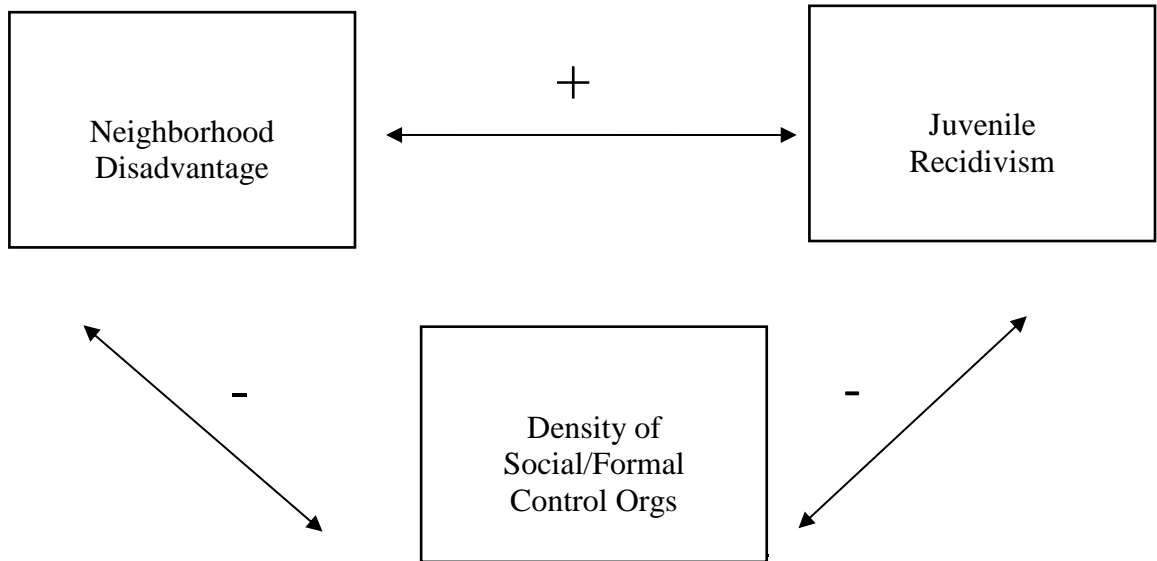 +
Neighborhood
Disadvantage
Juvenile
Recidivism
-
-
Density of
Social/Formal
Control Orgs